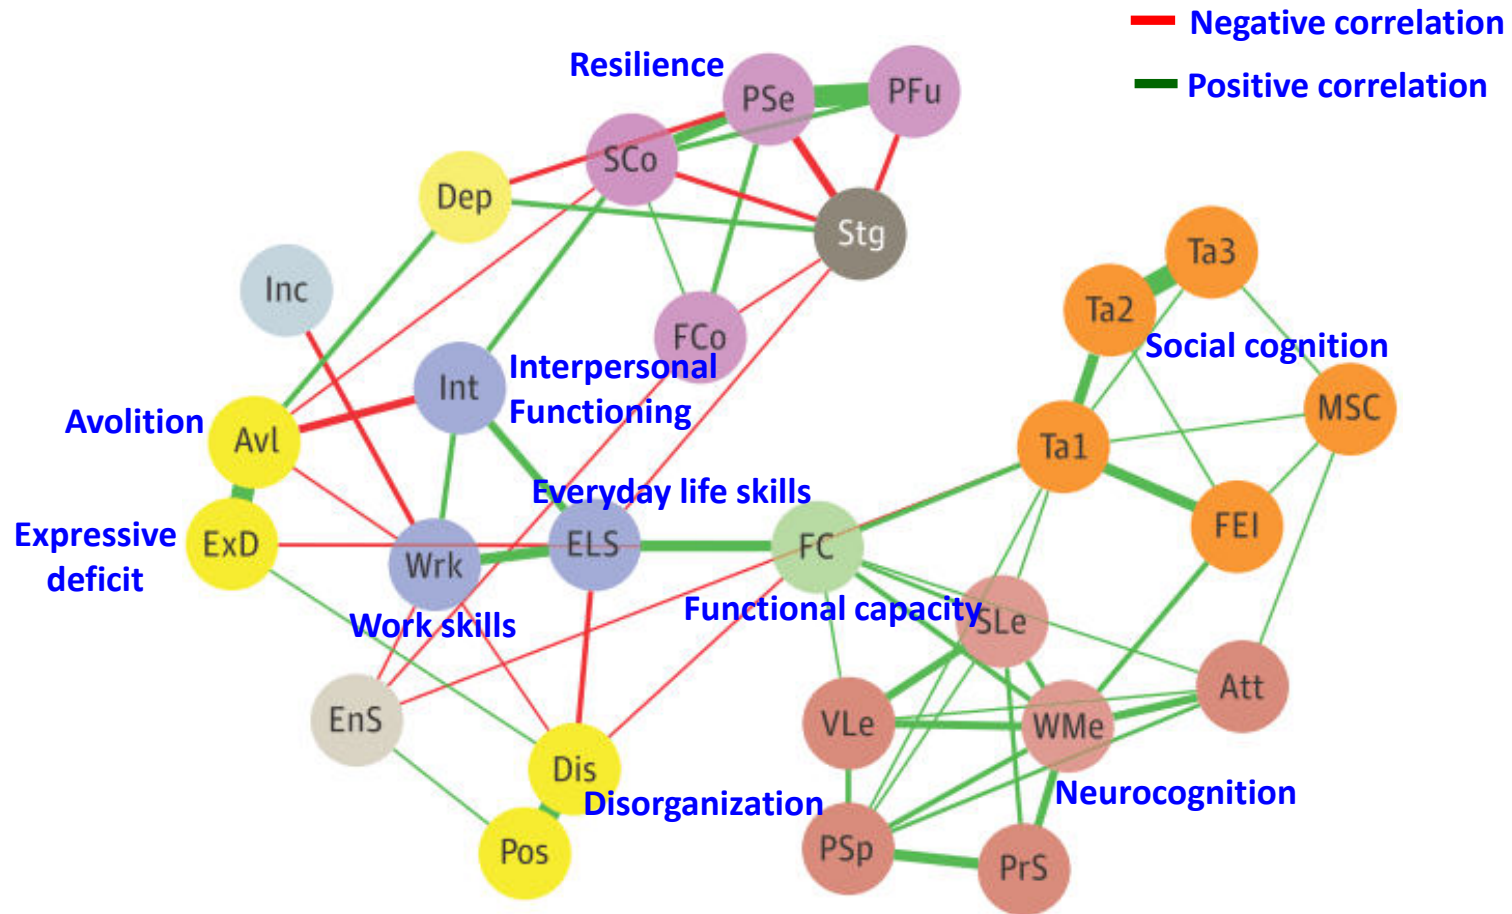 Negative correlation
Positive correlation
Resilience
PSe
PFu
SCo
Dep
Stg
Ta3
Inc
Ta2
FCo
Social cognition
Int
Interpersonal
Functioning
MSC
Avolition
Avl
Ta1
Everyday life skills
Expressive
deficit
ExD
Wrk
ELS
FC
FEI
Work skills
Functional capacity
SLe
EnS
VLe
WMe
Att
Dis
Disorganization
Neurocognition
Pos
PSp
PrS